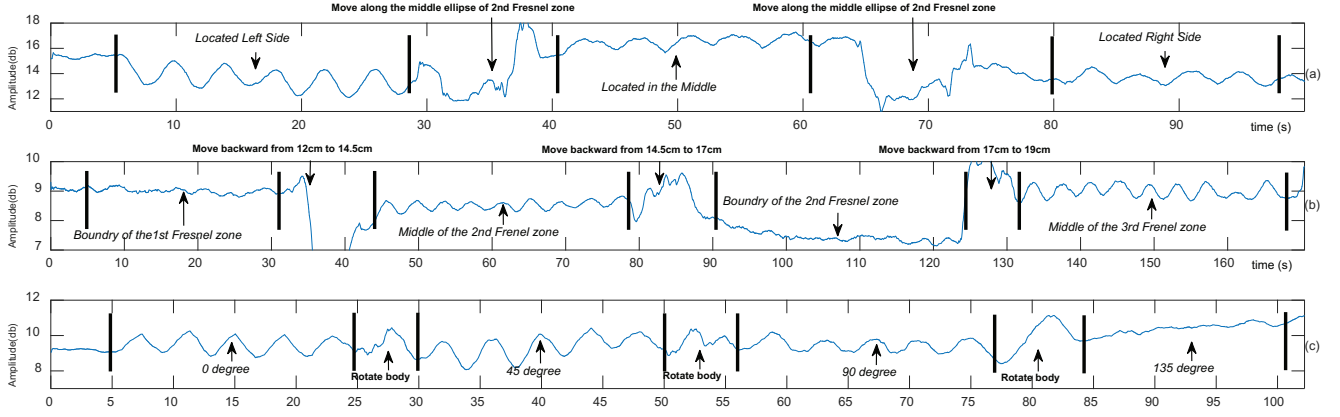 Move along the middle ellipse of 2nd Fresnel zone Move along the middle ellipse of 2nd Fresnel zone
18
16
14
12
Amplitude(db)
Located Left Side
Located in the Middle
Located Right Side
(a)
0 10 20 30 40 50 60 70 80 90 time (s)
Move backward from 12cm to 14.5cm Move backward from 14.5cm to 17cm Move backward from 17cm to 19cm
10
9
8
7
Amplitude(db)
Boundry of the1st Fresnel zone
Middle of the 2nd Frenel zone
Boundry of the 2nd Fresnel zone
Middle of the 3rd Frenel zone
(b)
0 10 20 30 40 50 60 70 80 90 100 110 120 130 140 150 160 time (s)
12
10
8
Amplitude(db)
0 degree
Rotate body
45 degree
Rotate body
90 degree
Rotate body
135 degree
(c)
0 5 10 15 20 25 30 35 40 45 50 55 60 65 70 75 80 85 90 95 100